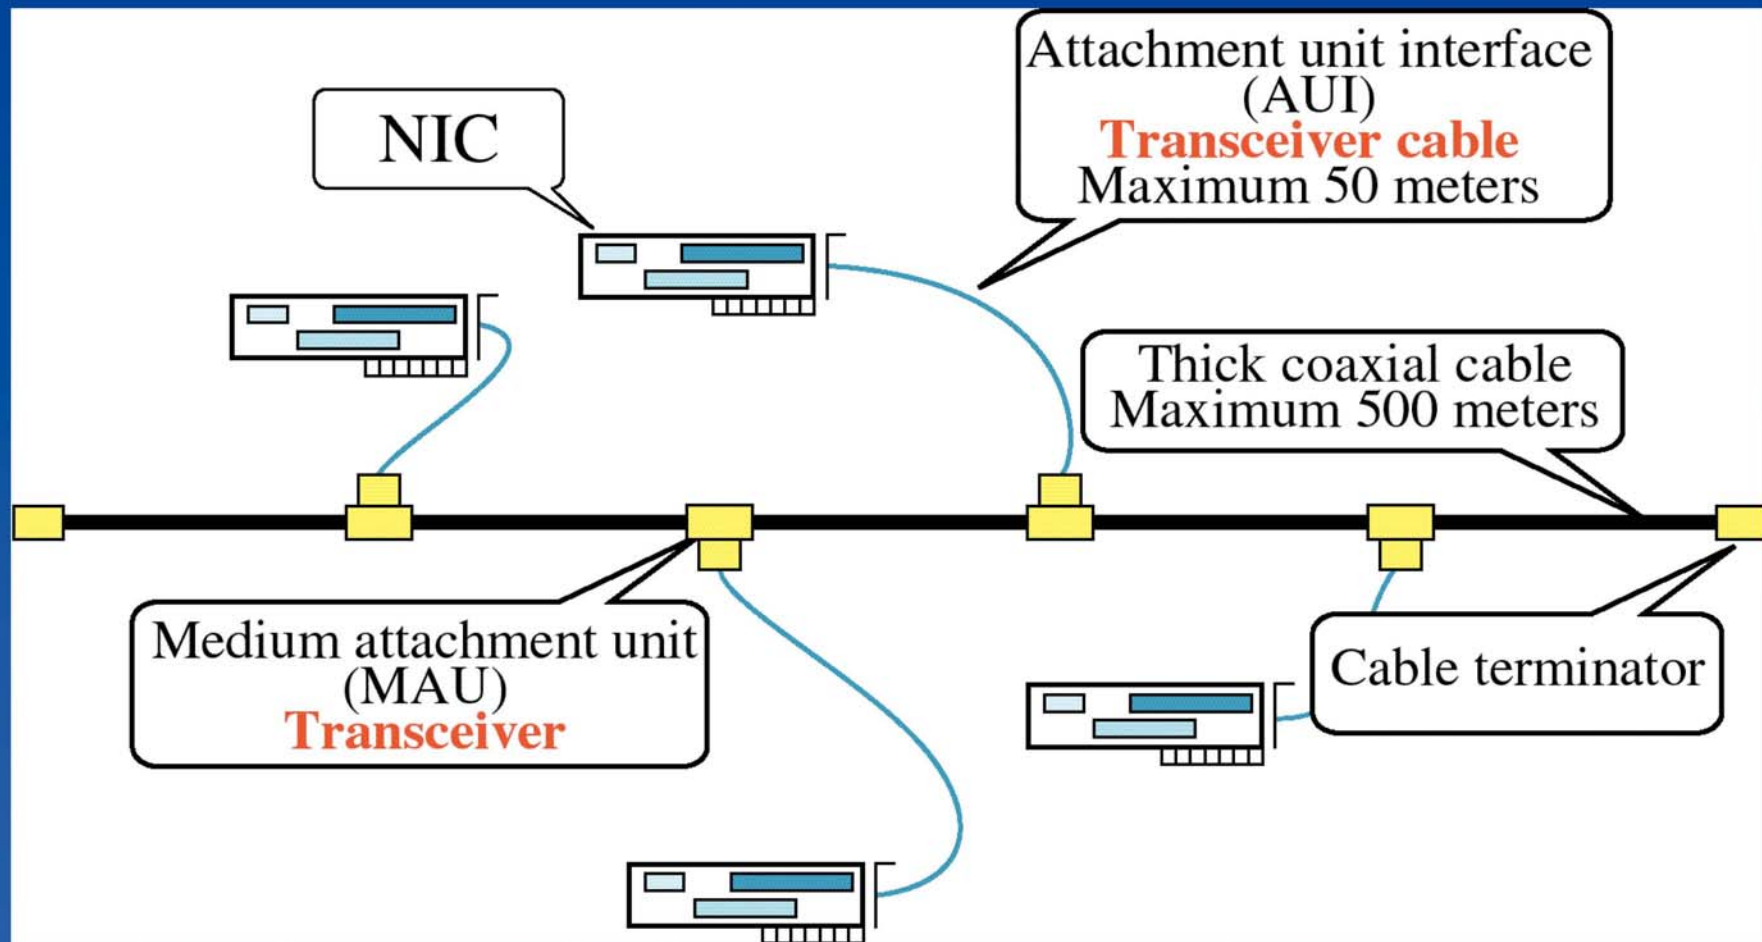 Attachment unit interface
(AUI)
Transceiver cable
Maximum 50 meters
NIC
Thick coaxial cable
Maximum 500 meters
Medium attachment unit
(MAU)
Transceiver
Cable terminator